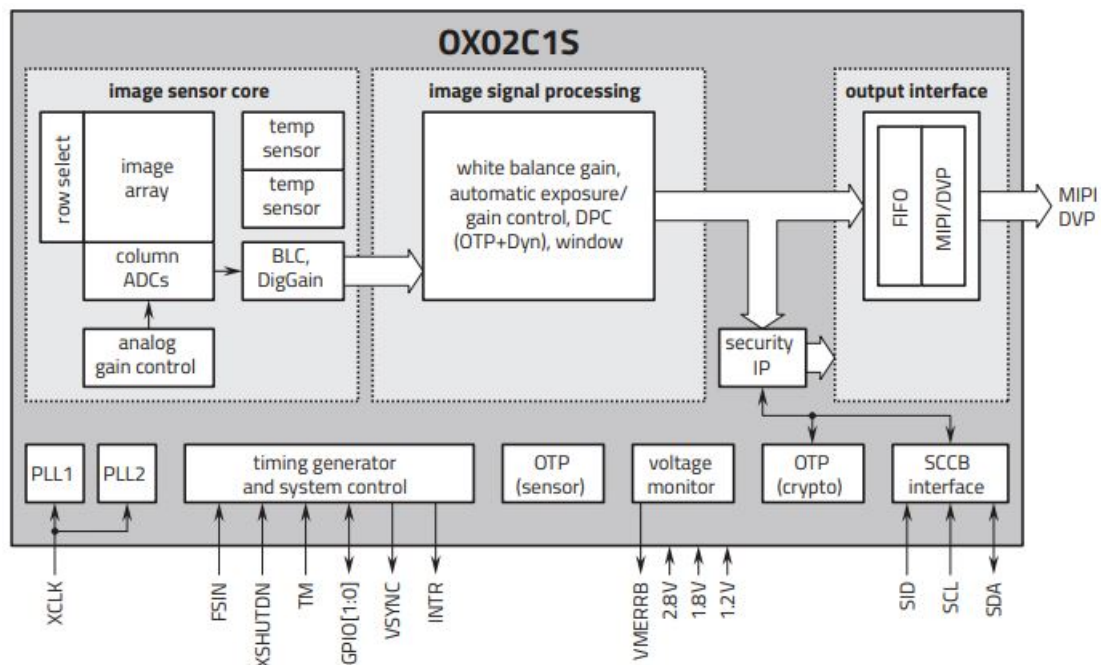 OX02C1S
image sensor core
row select
image
array
temp
sensor
temp
sensor
column
ADCs
BLC,
DigGain
analog
gain control
image signal processing
white balance gain,
automatic exposure/
gain control, DPC
(OTP+Dyn), window
output interface
FIFO
MIPI/DVP
MIPI
DVP
security
IP
PLL1
PLL2
timing generator
and system control
OTP
(sensor)
voltage
monitor
OTP
(crypto)
SCCB
interface
XCLK
FSIN
XSHUTDN
TM
GPIO[1:0]
VSYNC
INTR
VMERRB
2.8V
1.8V
1.2V
SID
SCL
SDA